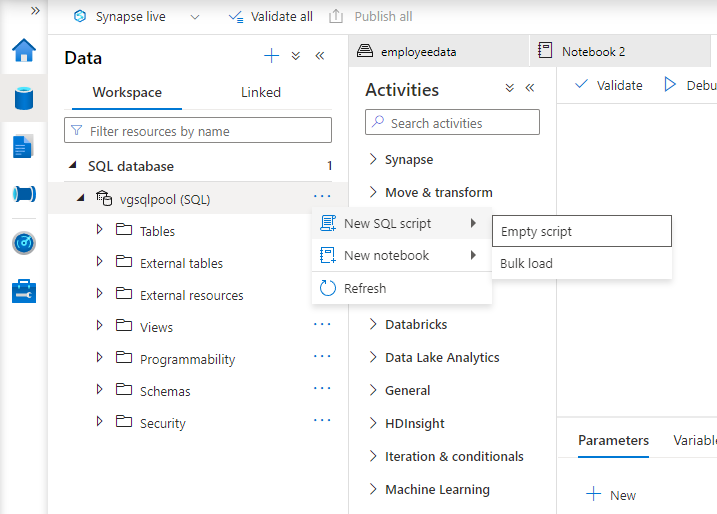 Synapse live
Validate all
Publish all
Data
Workspace
Linked
Filter resources by name
SQL database
1
vgsqlpool (SQL)
Tables
External tables
External resources
Views
Programmability
Schemas
Security
New SQL script
New notebook
Refresh
Empty script
Bulk load
employeedata
Notebook 2
Activities
Search activities
Synapse
Move & transform
Databricks
Data Lake Analytics
General
HDInsight
Iteration & conditionals
Machine Learning
Validate
Debu
Parameters
Variabl
New